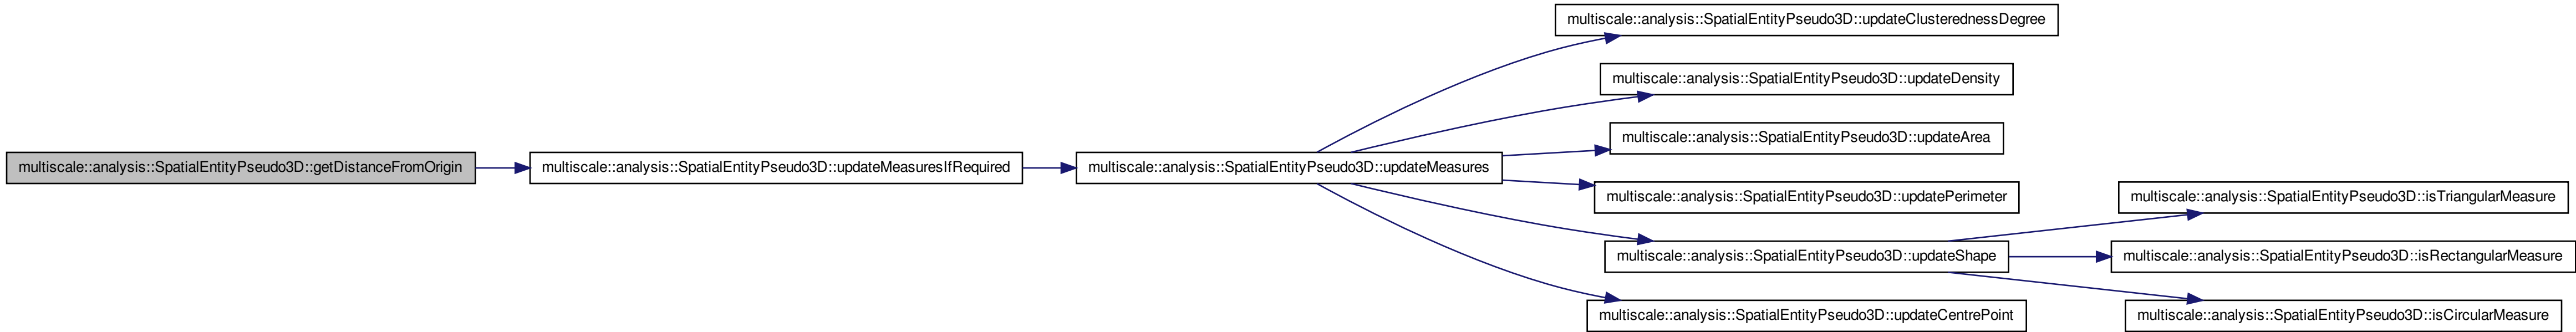 multiscale::analysis::SpatialEntityPseudo3D::getDistanceFromOrigin
multiscale::analysis::SpatialEntityPseudo3D::updateMeasuresIfRequired
multiscale::analysis::SpatialEntityPseudo3D::updateMeasures
multiscale::analysis::SpatialEntityPseudo3D::updateClusterednessDegree
multiscale::analysis::SpatialEntityPseudo3D::updateDensity
multiscale::analysis::SpatialEntityPseudo3D::updateArea
multiscale::analysis::SpatialEntityPseudo3D::updatePerimeter
multiscale::analysis::SpatialEntityPseudo3D::updateShape
multiscale::analysis::SpatialEntityPseudo3D::updateCentrePoint
multiscale::analysis::SpatialEntityPseudo3D::isTriangularMeasure
multiscale::analysis::SpatialEntityPseudo3D::isRectangularMeasure
multiscale::analysis::SpatialEntityPseudo3D::isCircularMeasure